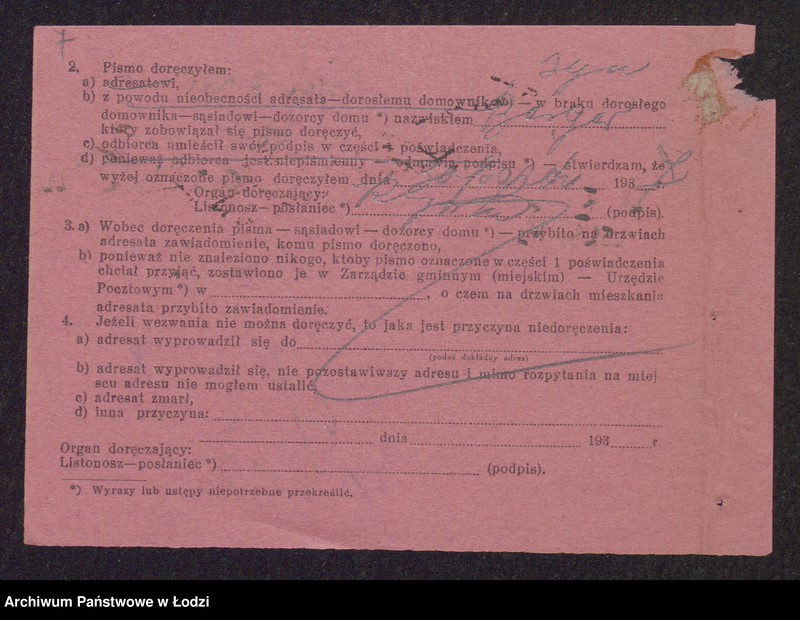 7
2. Pismo doręczyłem:
a) adresatowi,
b) z powodu nieobecności adresata—dorosłemu domownikowi —w braku dorosłego
domownika—sąsiadowi—dozorcy domu *) nazwiskiem
który zobowiązał się pismo doręczyć,
c) odbiorca umieścił swój podpis w części 1 poświadczenia,
d) ponieważ odbiorca jest niepiśmienny — odmawia podpisu *) — stwierdzam, że
wyżej oznaczone pismo doręczyłem dnia 193
Organ doręczający:
Listonosz—posłaniec *) (podpis).
3. a) Wobec doręczenia pisma—sąsiadowi—dozorcy domu *)—przybito na drzwiach
adresata zawiadomienie, komu pismo doręczono,
b) ponieważ nie znaleziono nikogo, ktoby pismo oznaczone w części 1 poświadczenia
chciał przyjąć, zostawiono je w Zarządzie gminnym (miejskim) — Urzędzie
Pocztowym *) w , o czem na drzwiach mieszkania
adresata przybito zawiadomienie.
4. Jeżeli wezwania nie można doręczyć, to jaka jest przyczyna niedoręczenia:
a) adresat wyprowadził się do
(podać dokładny adres)
b) adresat wyprowadził się, nie pozostawiwszy adresu i mimo rozpytania na miej
scu adresu nie mogłem ustalić,
c) adresat zmarł,
d) inna przyczyna:
dnia 193 r
Organ doręczający:
Listonosz—posłaniec *) (podpis).
*) Wyrazy lub ustępy niepotrzebne przekreślić.
Archiwum Państwowe w Łodzi